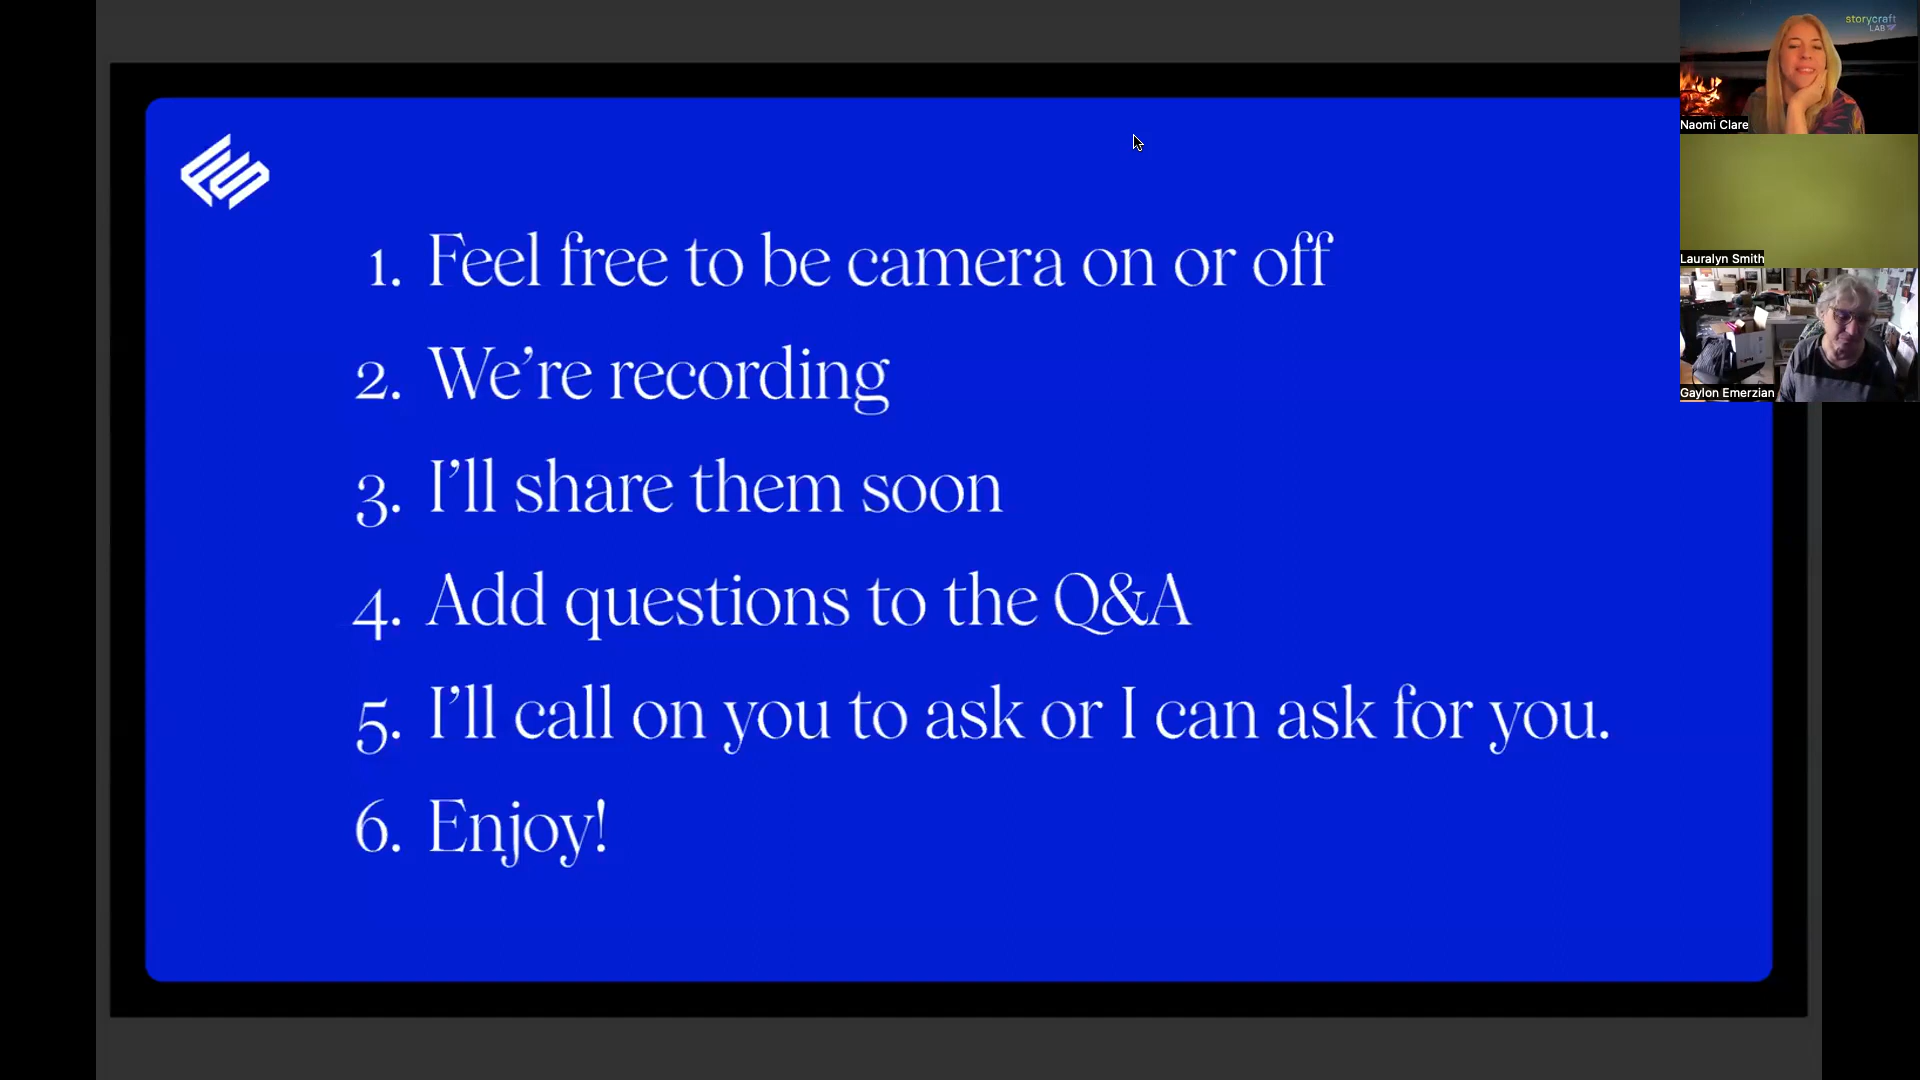 storycraft
LAB
Naomi Clare
Lauralyn Smith
Gaylon Emerzian
1. Feel free to be camera on or off
2. We’re recording
3. I’ll share them soon
4. Add questions to the Q&A
5. I’ll call on you to ask or I can ask for you.
6. Enjoy!